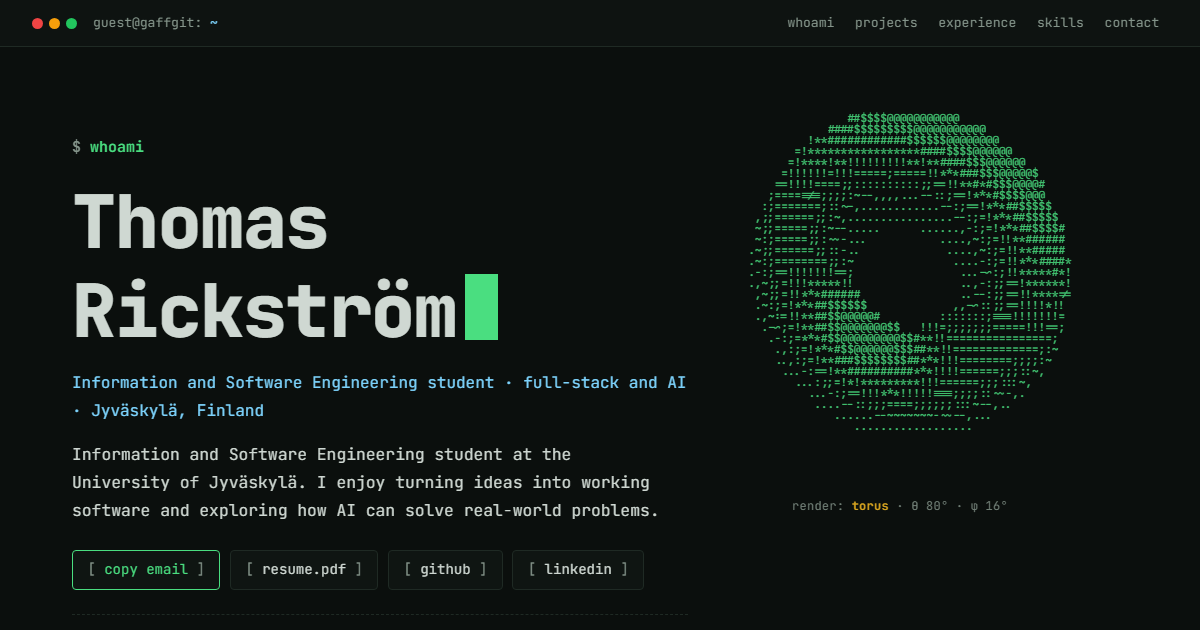 guest@gaffgit: ~
whoami projects experience skills contact
$ whoami
Thomas
Rickström
Information and Software Engineering student · full-stack and AI
· Jyväskylä, Finland
Information and Software Engineering student at the
University of Jyväskylä. I enjoy turning ideas into working
software and exploring how AI can solve real-world problems.
[ copy email ] [ resume.pdf ] [ github ] [ linkedin ]
render: torus · θ 80° · φ 16°